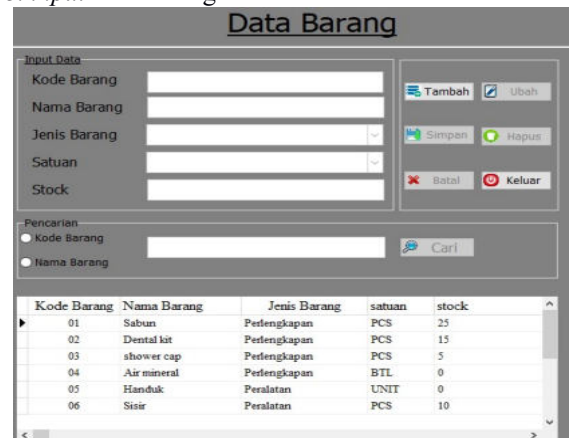 Data Barang
Input Data
Kode Barang
Nama Barang
Jenis Barang
Satuan
Stock
Tambah Ubah
Simpan Hapus
Batal Keluar
Pencarian
Kode Barang
Nama Barang
Cari
Kode Barang Nama Barang Jenis Barang satuan stock
01 Sabun Perlengkapan PCS 25
02 Dental kit Perlengkapan PCS 15
03 shower cap Perlengkapan PCS 5
04 Air mineral Perlengkapan BTL 0
05 Handuk Peralatan UNIT 0
06 Sisir Peralatan PCS 10